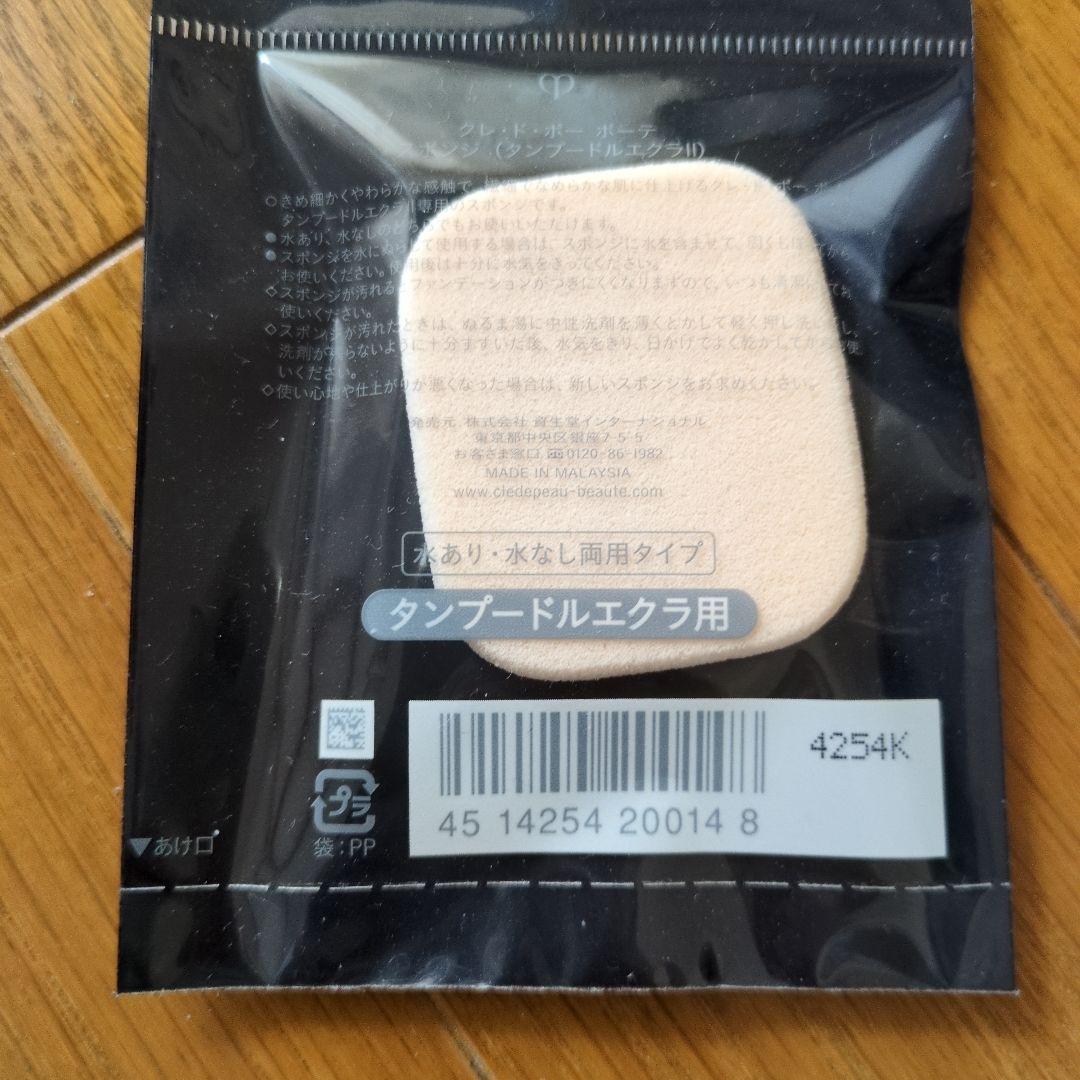 クレ・ド・ポー ボーテ
スポンジ（タンプードルエクラII）
○きめ細かくやわらかな感触で、繊細でなめらかな肌に仕上げるクレ・ド・ポー ボ
タンプードルエクラII専用のスポンジです。
●水あり、水なしのどちらでもお使いいただけます。
●スポンジを水にぬらして使用する場合は、スポンジに水を含ませて、固くしぼってから
お使いください。使用後は十分に水気をきってください。
◇スポンジが汚れるとファンデーションがつきにくくなりますので、いつも清潔にしてお
使いください。
◇スポンジが汚れたときは、ぬるま湯に中性洗剤を薄くとかして軽く押し洗いし、
洗剤が残らないように十分すすいだ後、水気をきり、日かげでよく乾かしてからお使
いください。
◇使い心地や仕上がりが悪くなった場合は、新しいスポンジをお求めください。
発売元 株式会社 資生堂インターナショナル
東京都中央区銀座7-5-5
お客さま窓口 0120-86-1982
MADE IN MALAYSIA
www.cledepeau-beaute.com
水あり・水なし両用タイプ
タンプードルエクラ用
4254K
45 14254 20014 8
プラ
袋：PP
▼あけ口